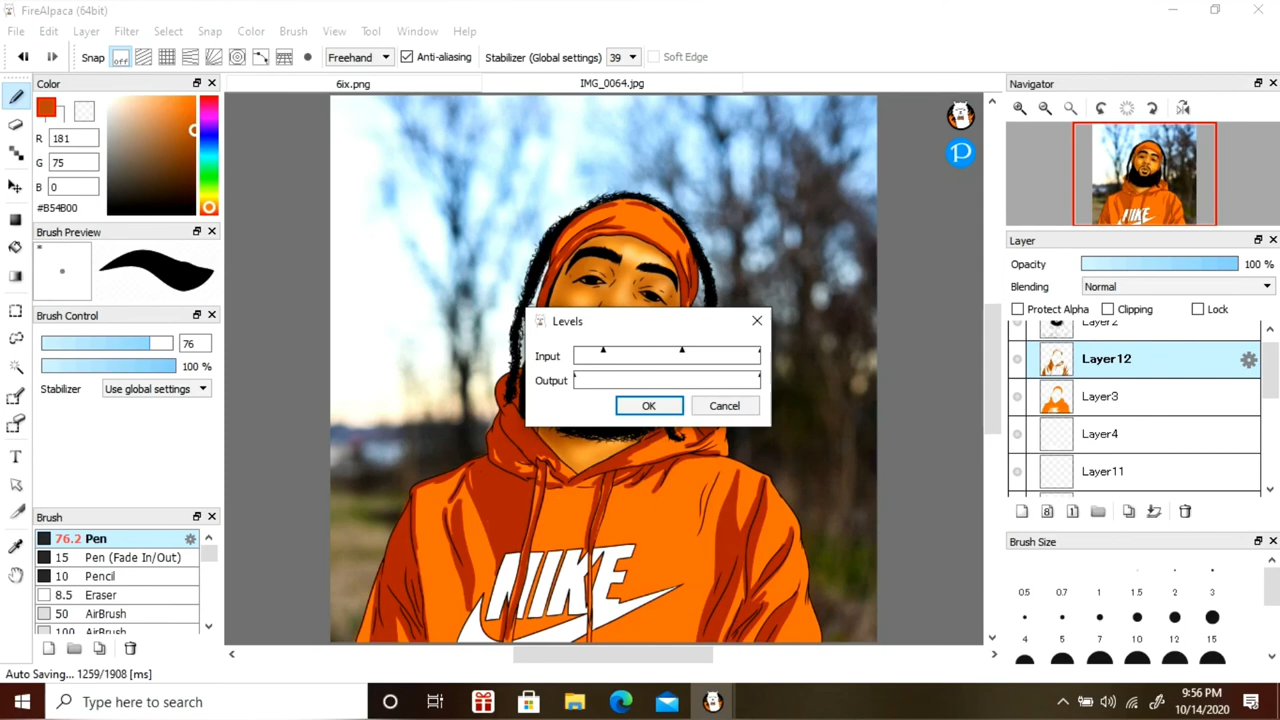 FireAlpaca (64bit)
File Edit Layer Filter Select Snap Color Brush View Tool Window Help
Snap off Freehand Anti-aliasing Stabilizer (Global settings) 39 Soft Edge
Color
6ix.png
IMG_0064.jpg
Navigator
R 181
G 75
B 0
#B54B00
Brush Preview
Layer
Opacity 100 %
Blending Normal
Protect Alpha Clipping Lock
Brush Control
76
100 %
Stabilizer Use global settings
Layer2
Layer12
Layer3
Layer4
Layer11
Levels
Input
Output
OK Cancel
NIKE
Brush
76.2 Pen
15 Pen (Fade In/Out)
10 Pencil
8.5 Eraser
50 AirBrush
100 AirBrush
Brush Size
0.5 0.7 1 1.5 2 3
4 5 7 10 12 15
Auto Saving... 1259/1908 [ms]
Type here to search
9:56 PM
10/14/2020